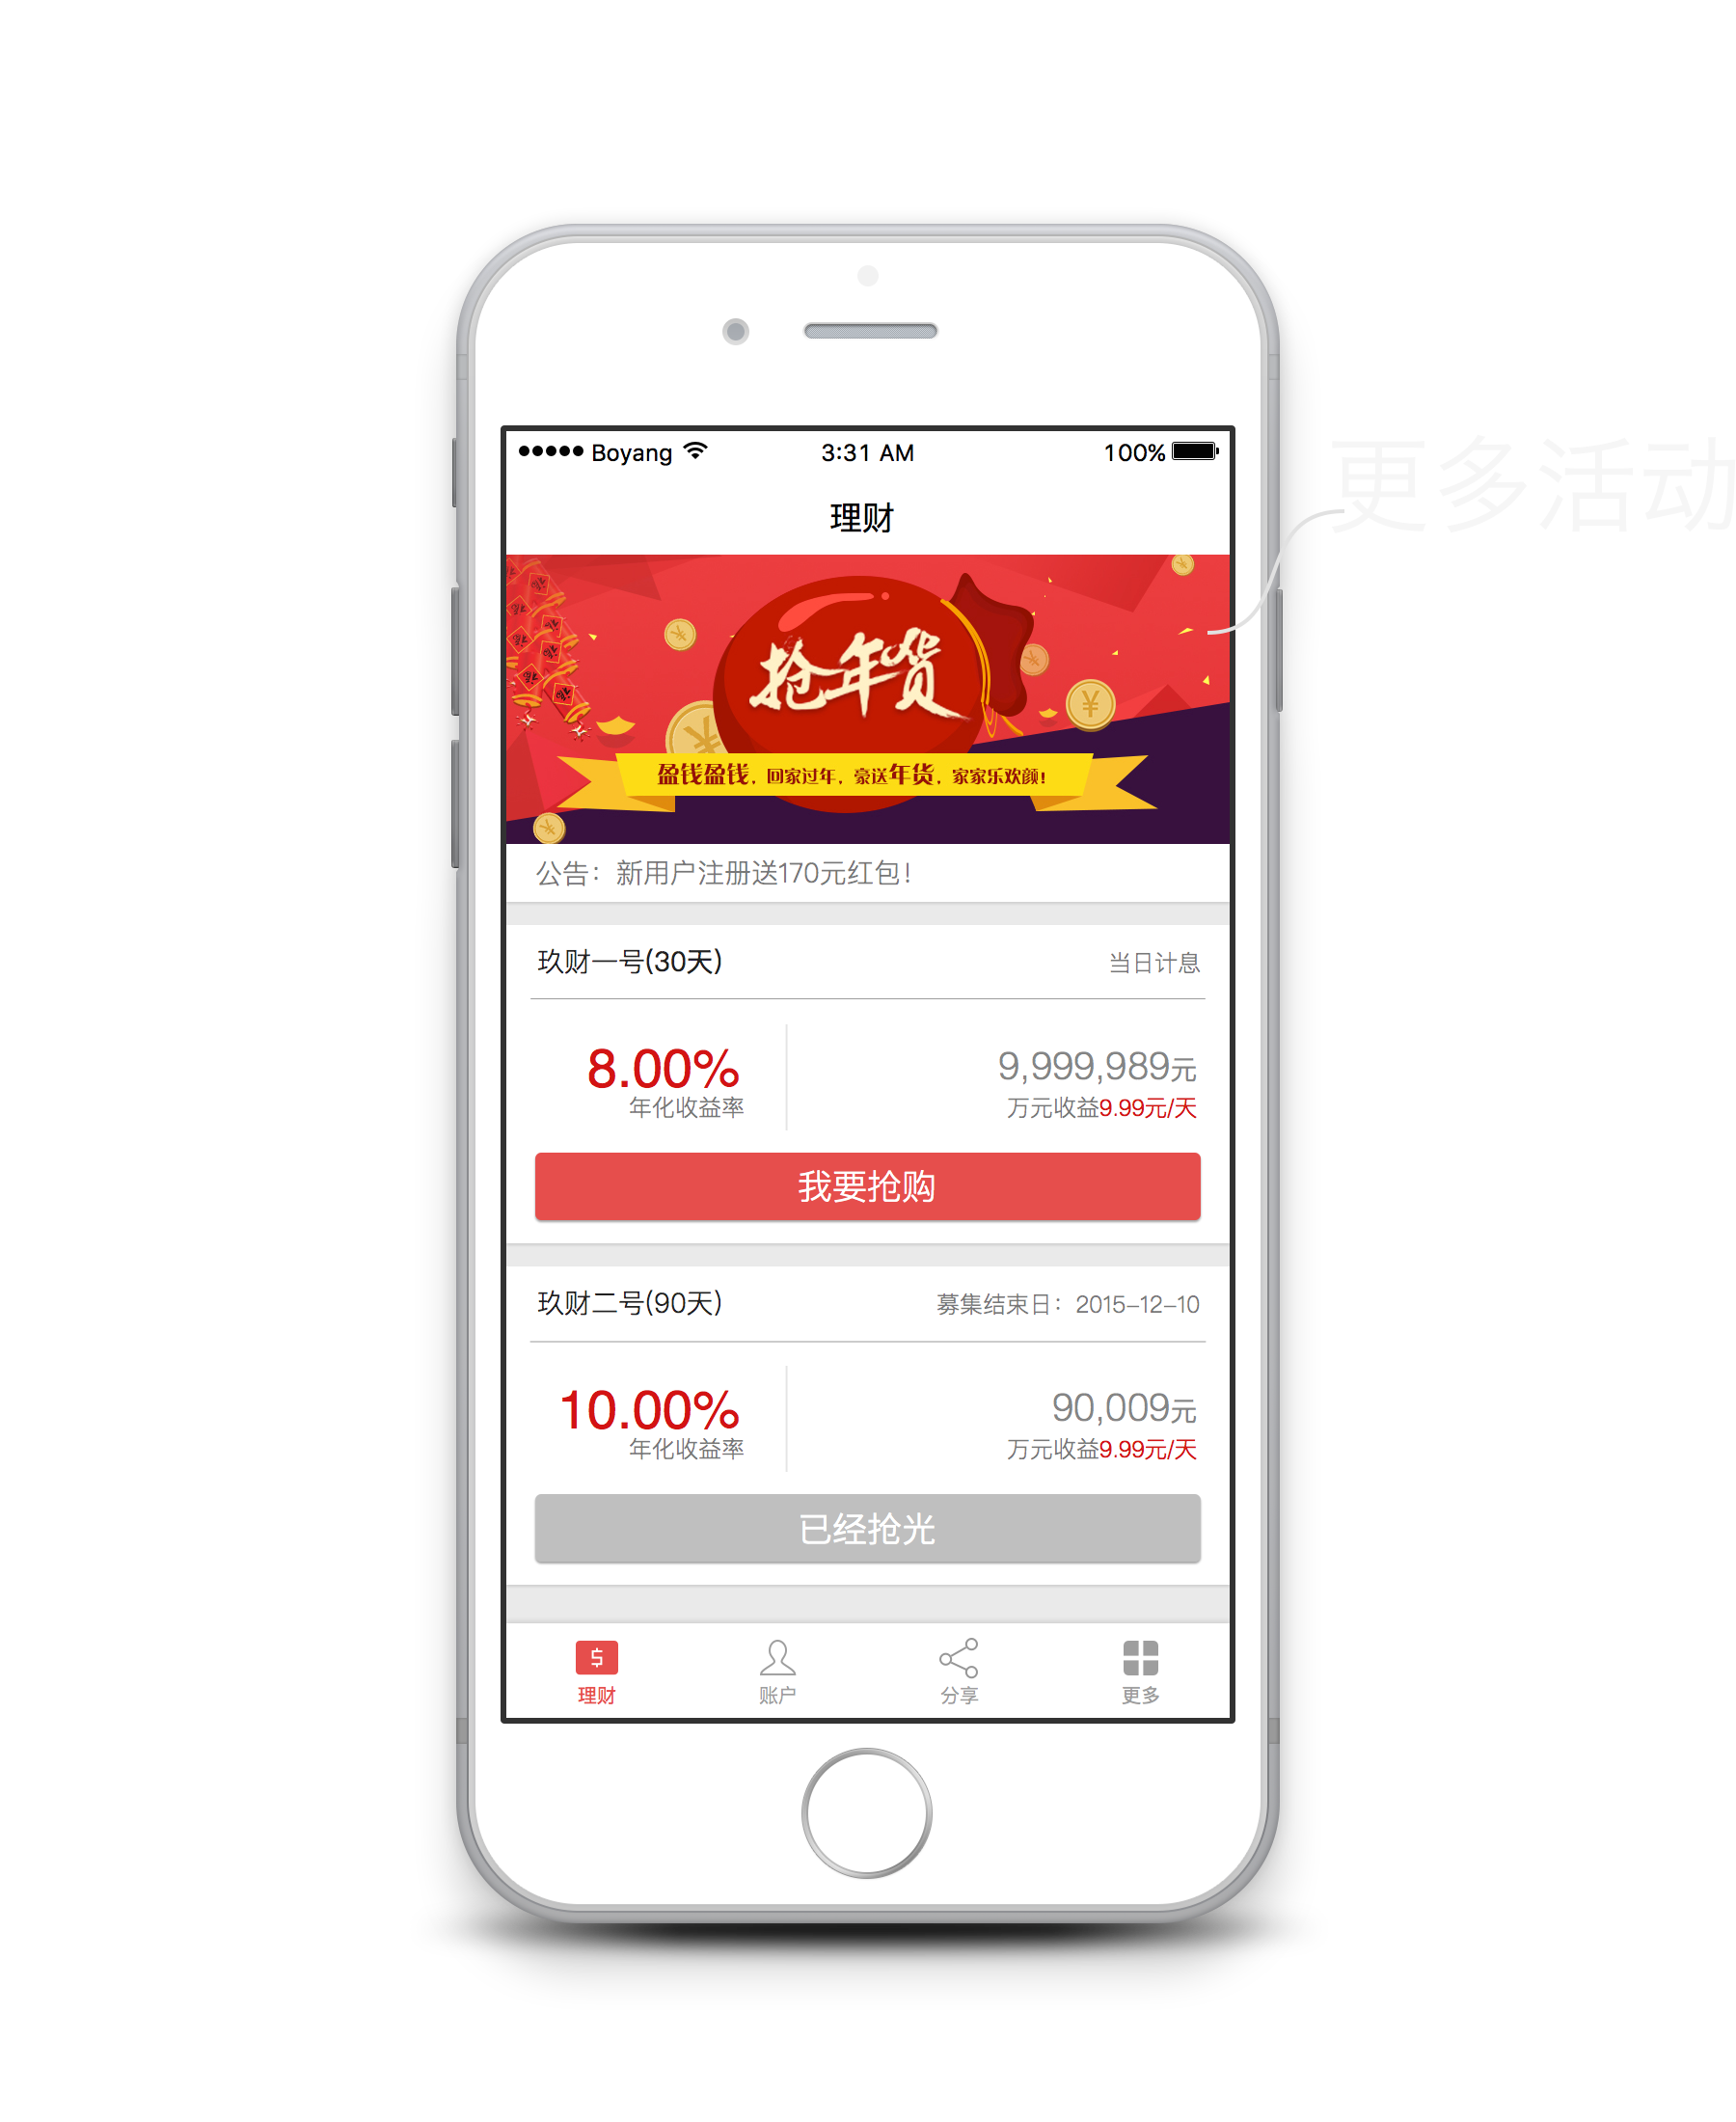 Boyang 3:31 AM 100%
更多活动
理财
抢年货
盈钱盈钱，回家过年，豪送年货，家家乐欢颜！
公告：新用户注册送170元红包！
玖财一号(30天) 当日计息
8.00% 9,999,989元
年化收益率 万元收益9.99元/天
我要抢购
玖财二号(90天) 募集结束日：2015-12-10
10.00% 90,009元
年化收益率 万元收益9.99元/天
已经抢光
理财 账户 分享 更多